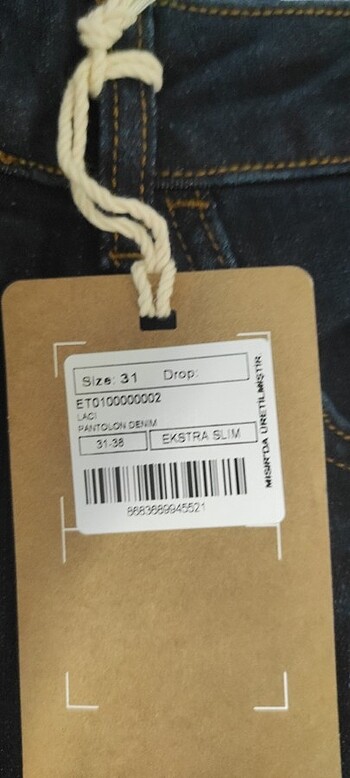 Size: 31 Drop:
ET0100000002
LACI
PANTOLON DENIM
31-38 EKSTRA SLIM
8683689945521
MISIR'DA ÜRETİLMİŞTİR.